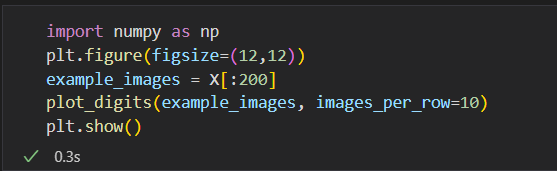 import numpy as np
plt.figure(figsize=(12,12))
example_images = X[:200]
plot_digits(example_images, images_per_row=10)
plt.show()
0.3s